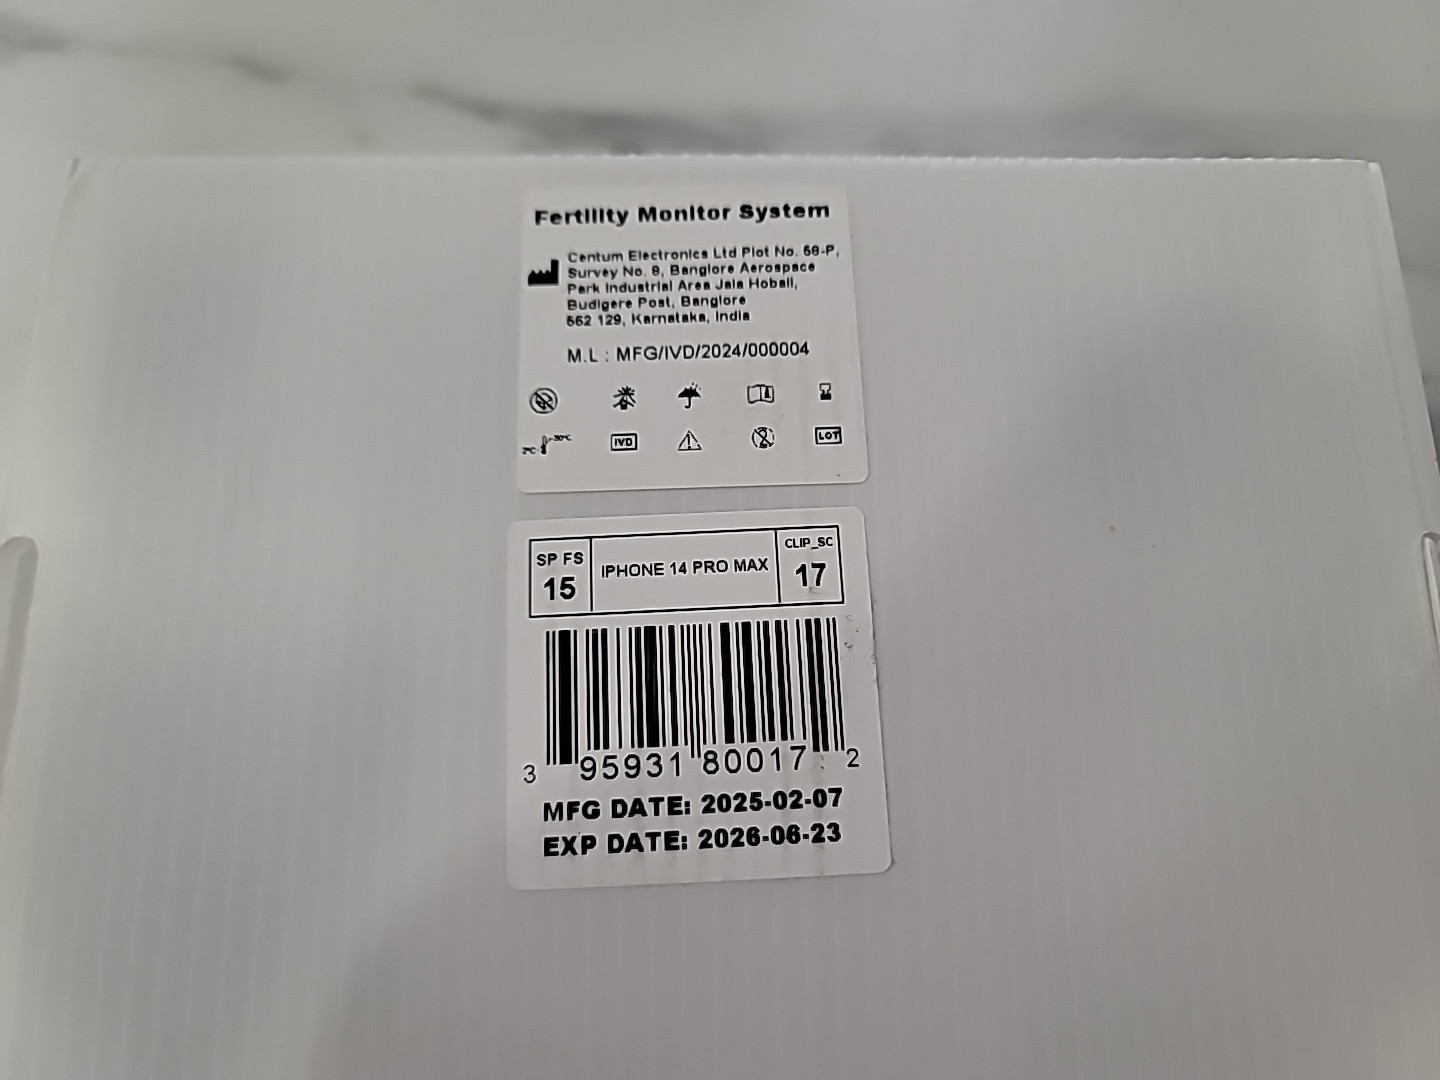 Fertility Monitor System
Centum Electronics Ltd Plot No. 58-P,
Survey No. 8, Banglore Aerospace
Park Industrial Area Jala Hobali,
Budigere Post, Banglore
562 129, Karnataka, India
M.L : MFG/IVD/2024/000004
2°C 30°C
IVD
LOT
SP FS
15
IPHONE 14 PRO MAX
CLIP_SC
17
3 95931 80017 2
MFG DATE: 2025-02-07
EXP DATE: 2026-06-23